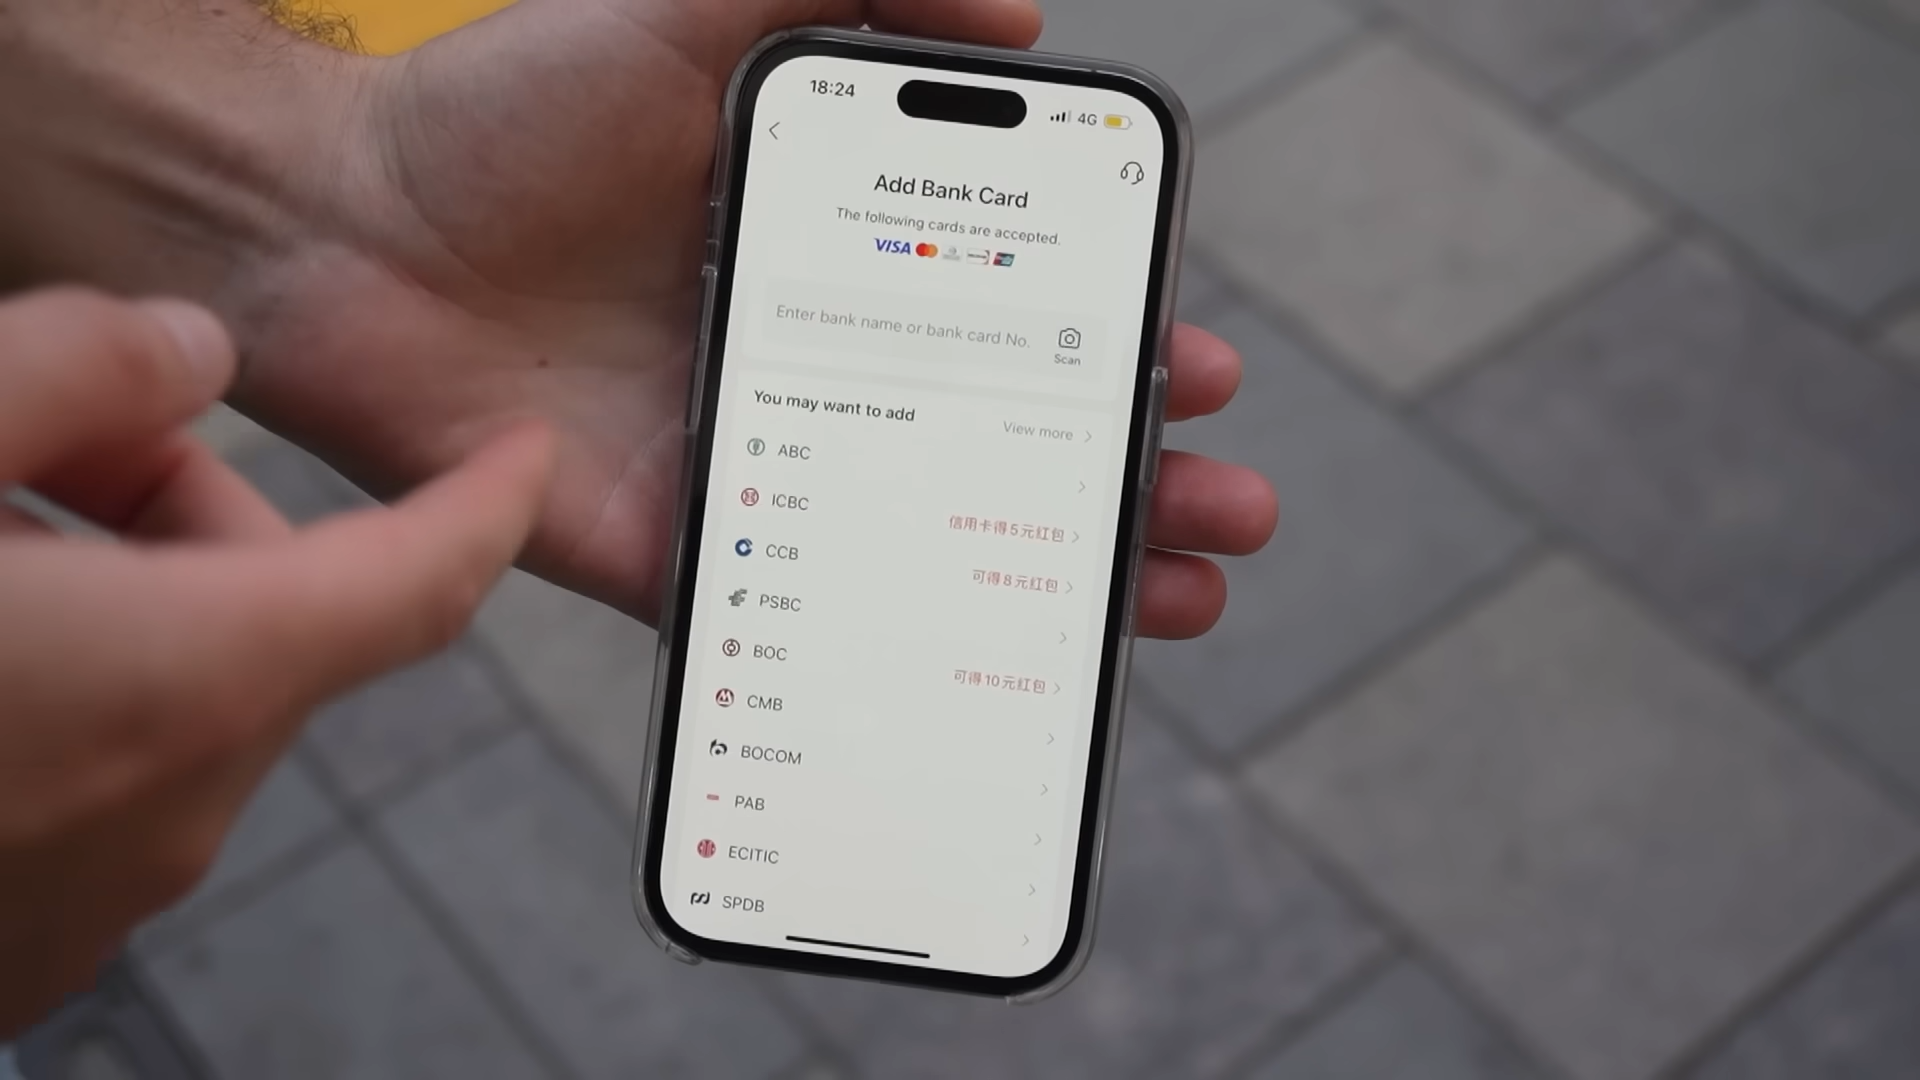 18:24
4G
Add Bank Card
The following cards are accepted.
VISA
Enter bank name or bank card No.
Scan
You may want to add
View more
ABC
ICBC
信用卡得5元红包
CCB
可得8元红包
PSBC
BOC
可得10元红包
CMB
BOCOM
PAB
ECITIC
SPDB